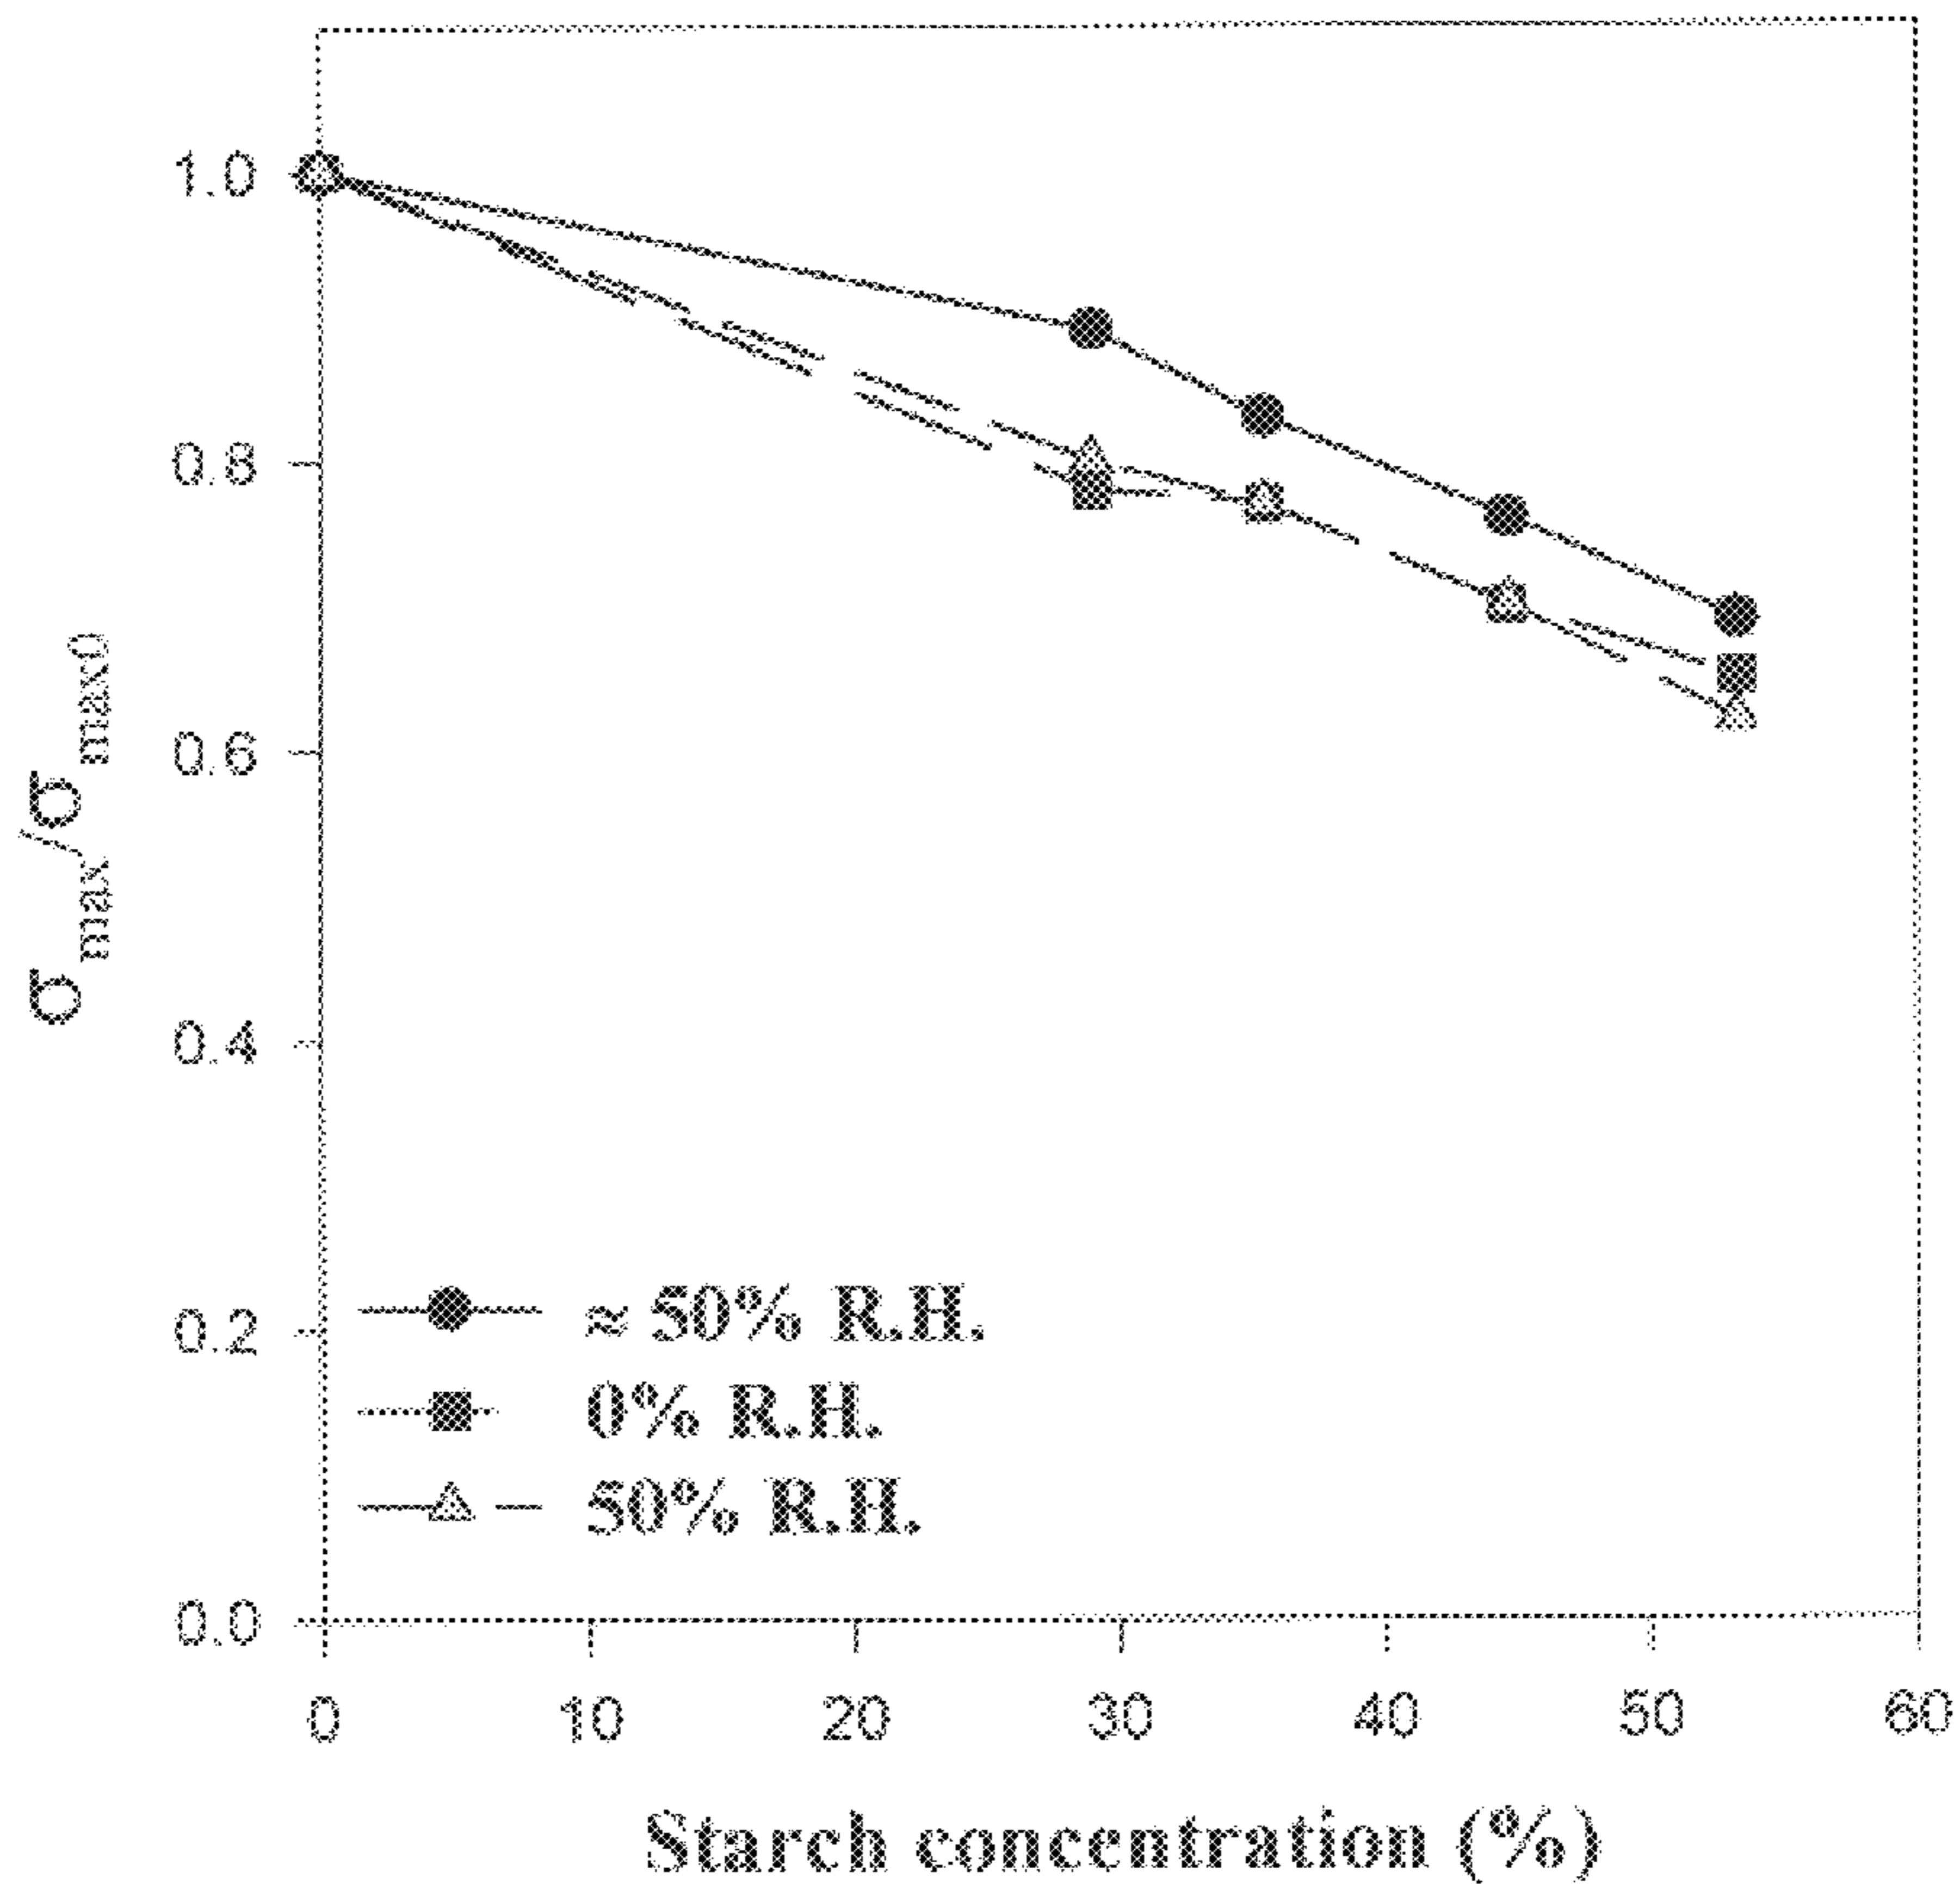 1.0
0.8
0.6
0.4
0.2
0.0
σmax/σmax0
≈ 50% R.H.
0% R.H.
50% R.H.
0 10 20 30 40 50 60
Starch concentration (%)